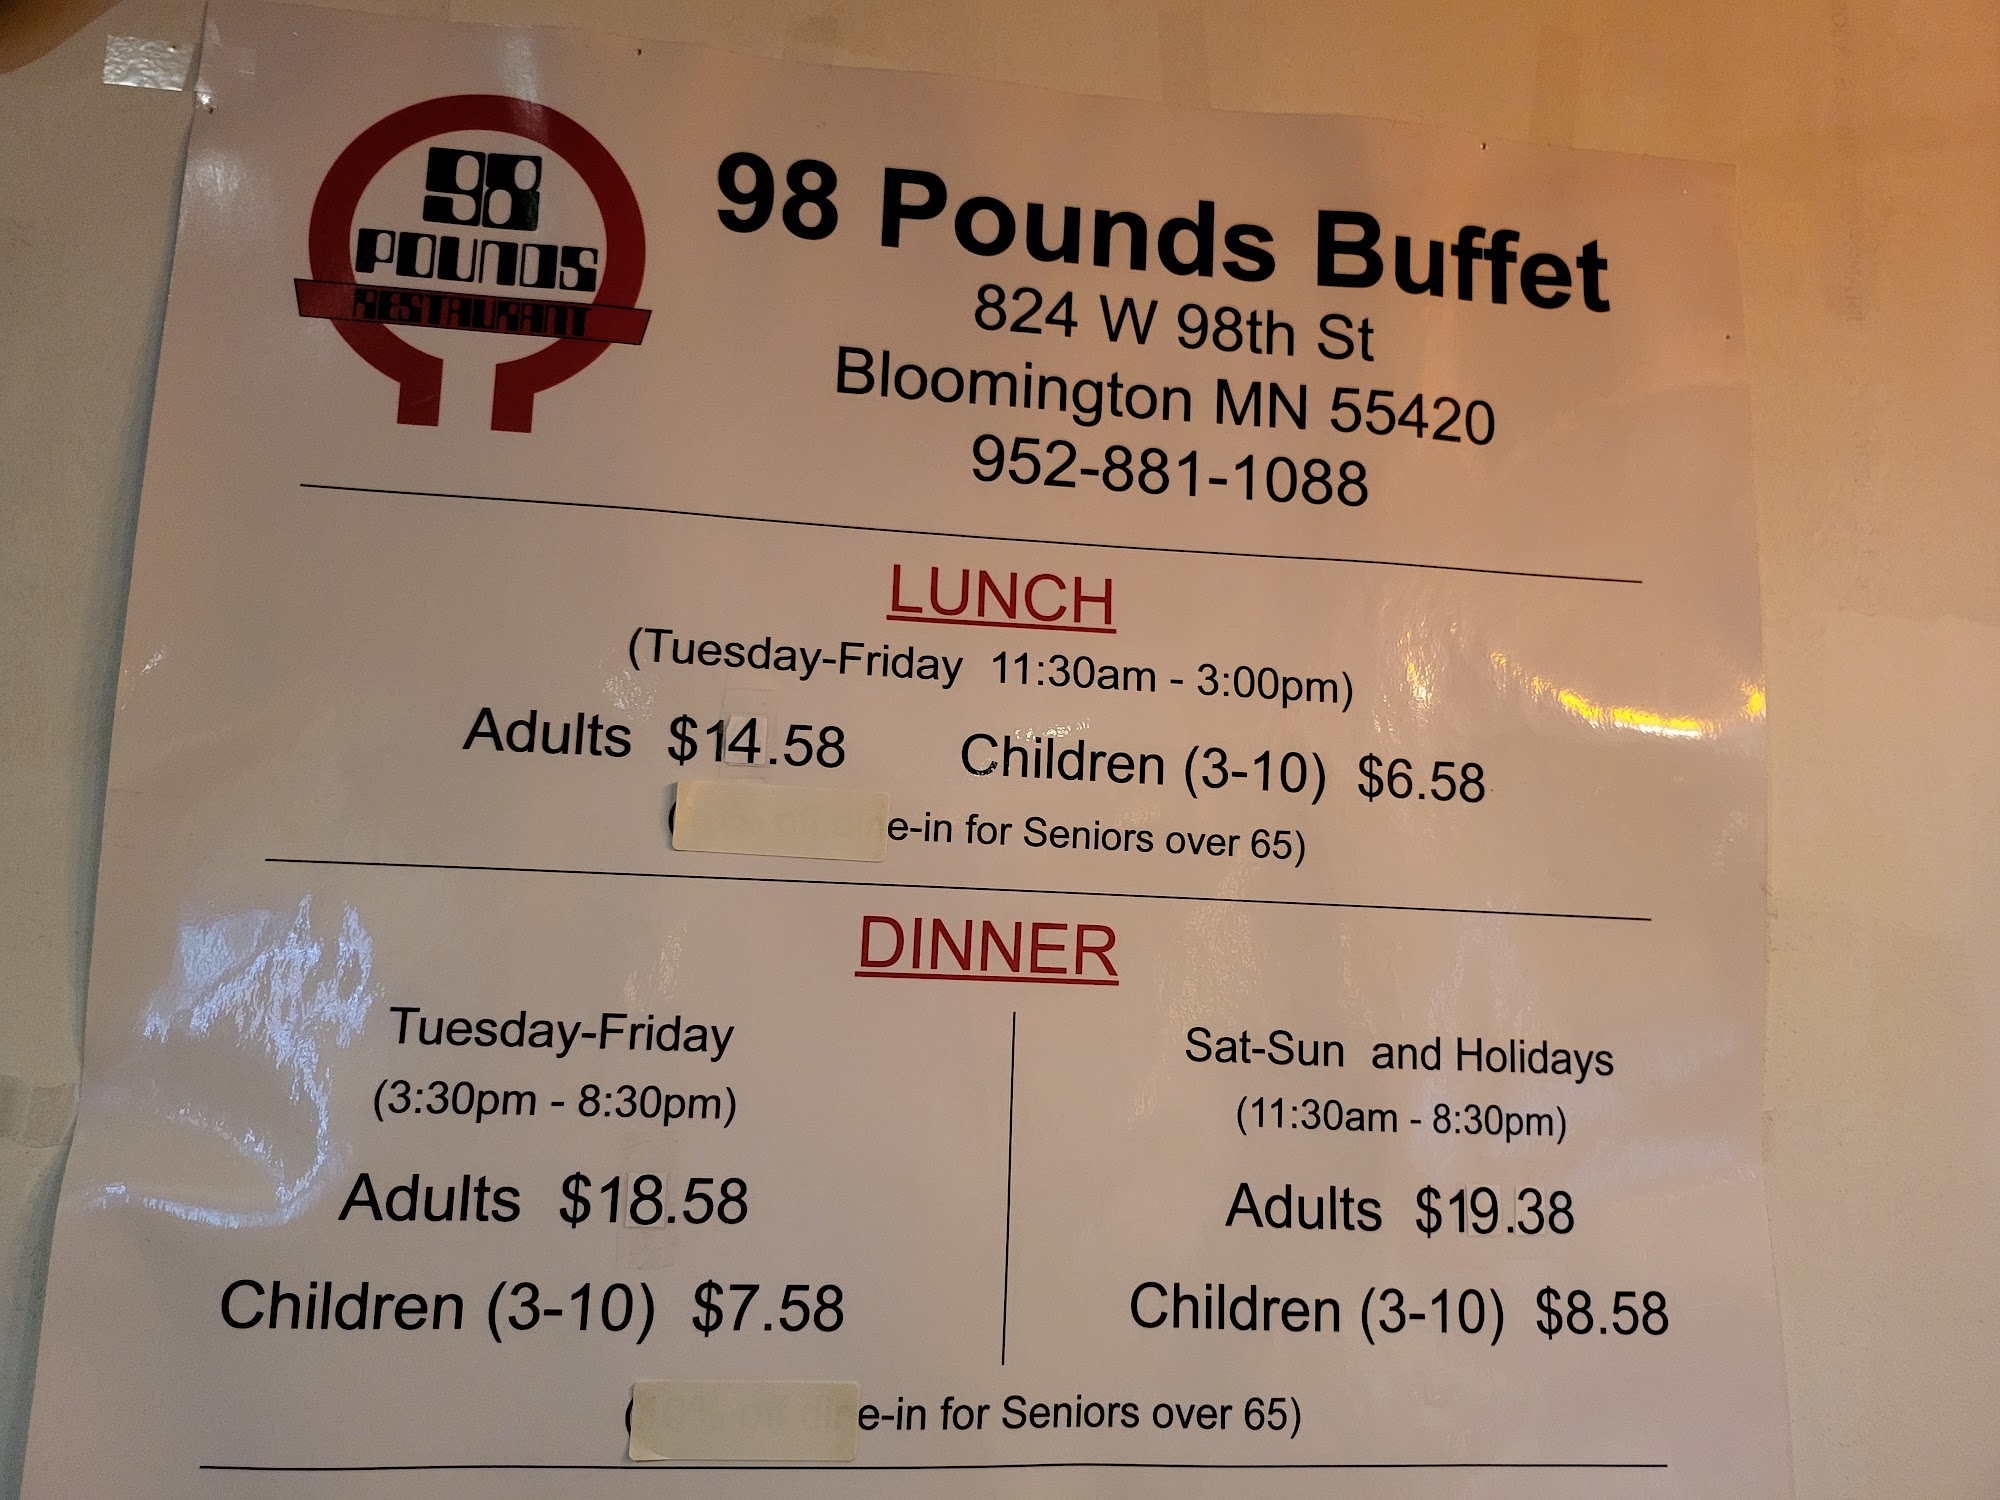 98
POUNDS
RESTAURANT
98 Pounds Buffet
824 W 98th St
Bloomington MN 55420
952-881-1088
LUNCH
(Tuesday-Friday 11:30am - 3:00pm)
Adults $14.58 Children (3-10) $6.58
e-in for Seniors over 65)
DINNER
Tuesday-Friday
(3:30pm - 8:30pm)
Adults $18.58
Children (3-10) $7.58
Sat-Sun and Holidays
(11:30am - 8:30pm)
Adults $19.38
Children (3-10) $8.58
(10% off dine-in for Seniors over 65)